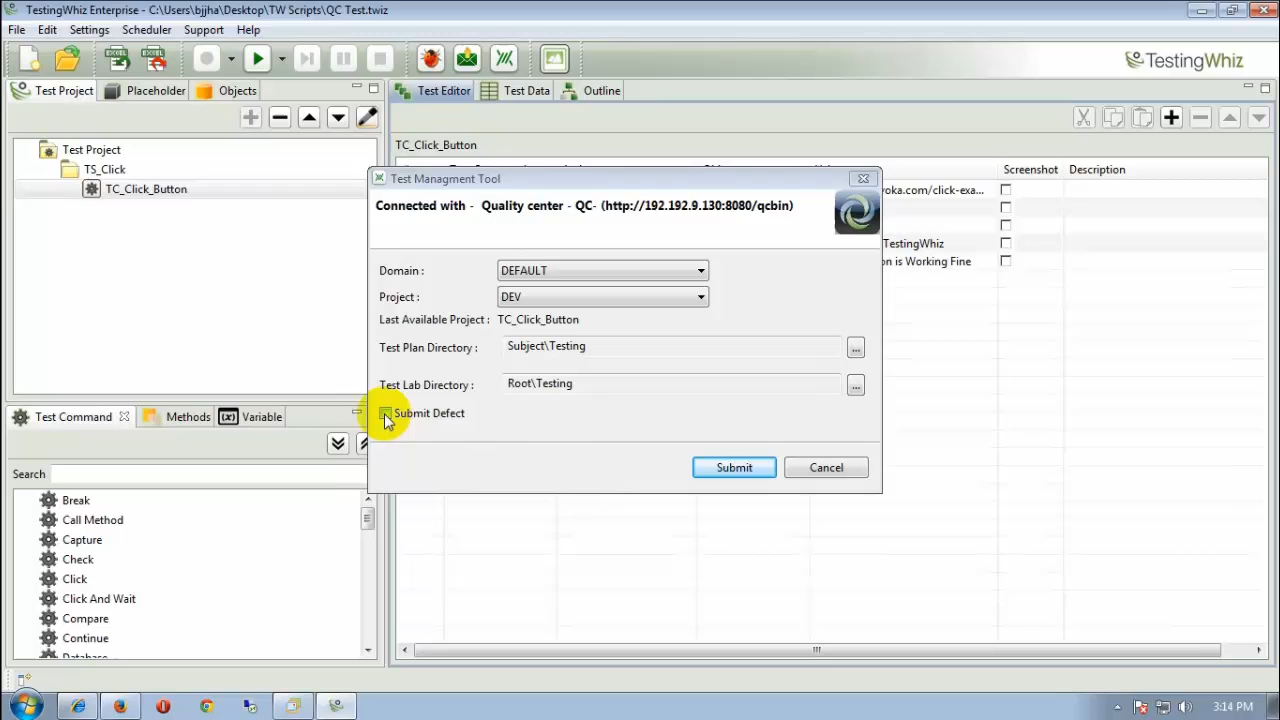 TestingWhiz Enterprise - C:\Users\bjjha\Desktop\TW Scripts\QC Test.twiz
File Edit Settings Scheduler Support Help
TestingWhiz
Test Project Placeholder Objects
Test Editor Test Data Outline
Test Project
TS_Click
TC_Click_Button
TC_Click_Button
Screenshot Description
voka.com/click-exa...
TestingWhiz
on is Working Fine
Test Managment Tool
Connected with - Quality center - QC- (http://192.192.9.130:8080/qcbin)
Domain : DEFAULT
Project : DEV
Last Available Project : TC_Click_Button
Test Plan Directory : Subject\Testing ...
Test Lab Directory : Root\Testing ...
Submit Defect
Submit Cancel
Test Command Methods (x) Variable
Search
Break
Call Method
Capture
Check
Click
Click And Wait
Compare
Continue
Database
3:14 PM